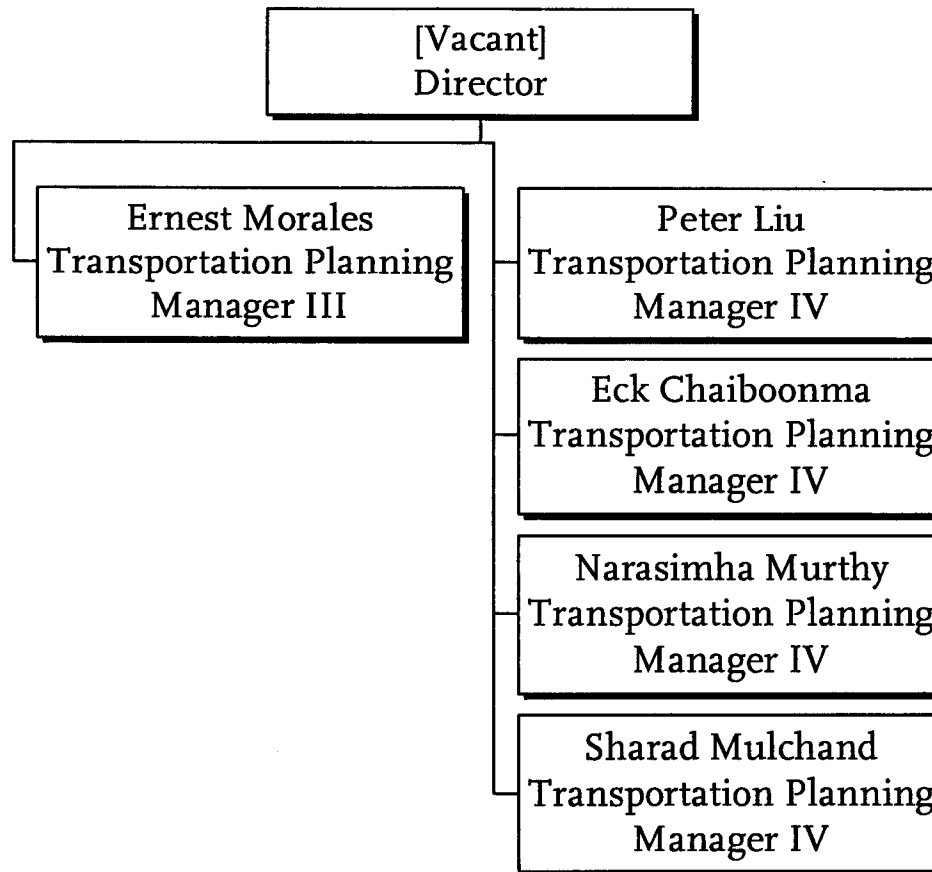 [Vacant]
Director
Ernest Morales
Transportation Planning
Manager III
Peter Liu
Transportation Planning
Manager IV
Eck Chaiboonma
Transportation Planning
Manager IV
Narasimha Murthy
Transportation Planning
Manager IV
Sharad Mulchand
Transportation Planning
Manager IV